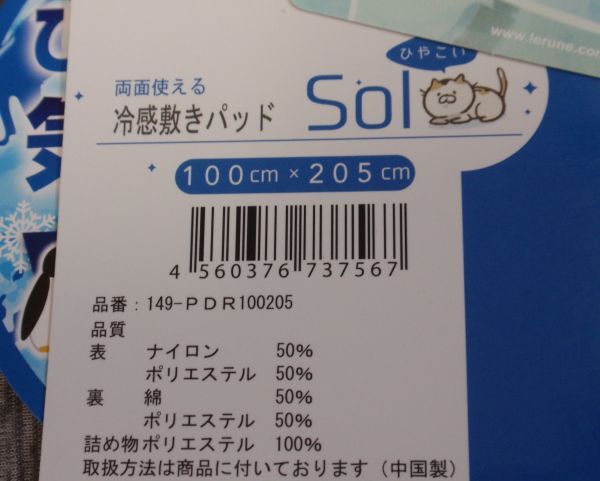 www.lerune.com
ひやこい
両面使える
冷感敷きパッド Sol
100cm×205cm
4 560376 737567
品番：149-PDR100205
品質
表 ナイロン 50%
ポリエステル 50%
裏 綿 50%
ポリエステル 50%
詰め物 ポリエステル 100%
取扱方法は商品に付いております（中国製）